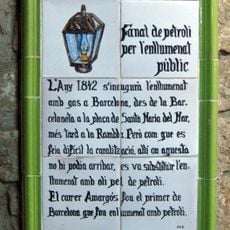 Fanal de petroli
per l'enllumenat
públic
L'Any 1842 s'inaugurà l'enllumenat
amb gas a Barcelona, des de la Bar-
celoneta a la plaça de Santa Maria del Mar,
més tard a la Rambla. Però com que es
feia difícil la canalització, allí on aquesta
no hi podia arribar, es va substituir l'en-
llumenat amb oli pel de petroli.
El carrer Amargós fou el primer de
Barcelona que fou enllumenat amb petroli.